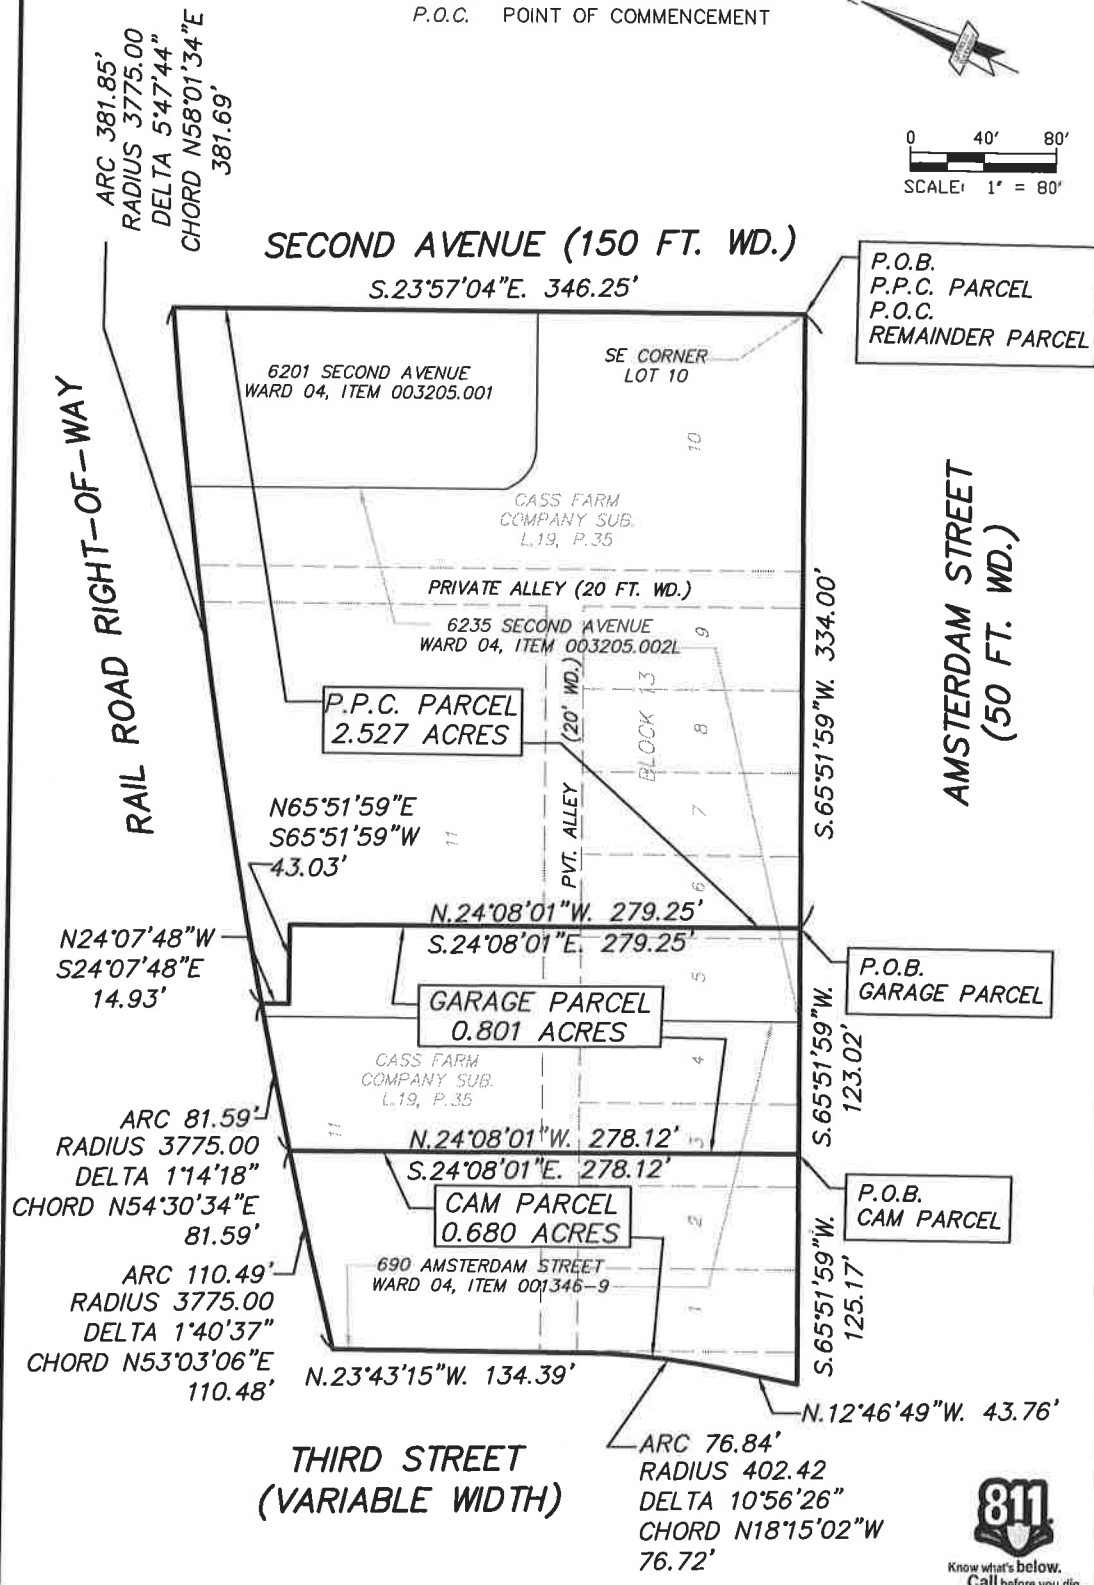 P.O.C. POINT OF COMMENCEMENT
ARC 381.85'
RADIUS 3775.00
DELTA 5°47'44"
CHORD N58°01'34"E
381.69'
0 40' 80'
SCALE: 1" = 80'
SECOND AVENUE (150 FT. WD.)
S.23°57'04"E. 346.25'
P.O.B.
P.P.C. PARCEL
P.O.C.
REMAINDER PARCEL
6201 SECOND AVENUE
WARD 04, ITEM 003205.001
SE CORNER
LOT 10
10
CASS FARM
COMPANY SUB.
L.19, P.35
RAIL ROAD RIGHT-OF-WAY
AMSTERDAM STREET
(50 FT. WD.)
PRIVATE ALLEY (20 FT. WD.)
6235 SECOND AVENUE
WARD 04, ITEM 003205.002L
9
S.65°51'59"W. 334.00'
P.P.C. PARCEL
2.527 ACRES
PVT. ALLEY (20' WD.)
BLOCK 13
8
7
6
11
N65°51'59"E
S65°51'59"W
43.03'
N.24°08'01"W. 279.25'
S.24°08'01"E. 279.25'
N24°07'48"W
S24°07'48"E
14.93'
P.O.B.
GARAGE PARCEL
GARAGE PARCEL
0.801 ACRES
5
4
S.65°51'59"W.
123.02'
CASS FARM
COMPANY SUB.
L.19, P.35
11
3
ARC 81.59'
RADIUS 3775.00
DELTA 1°14'18"
CHORD N54°30'34"E
81.59'
N.24°08'01"W. 278.12'
S.24°08'01"E. 278.12'
P.O.B.
CAM PARCEL
CAM PARCEL
0.680 ACRES
2
1
S.65°51'59"W.
125.17'
690 AMSTERDAM STREET
WARD 04, ITEM 001346-9
ARC 110.49'
RADIUS 3775.00
DELTA 1°40'37"
CHORD N53°03'06"E
110.48'
N.23°43'15"W. 134.39'
N.12°46'49"W. 43.76'
ARC 76.84'
RADIUS 402.42
DELTA 10°56'26"
CHORD N18°15'02"W
76.72'
THIRD STREET
(VARIABLE WIDTH)
811
Know what's below.
Call before you dig